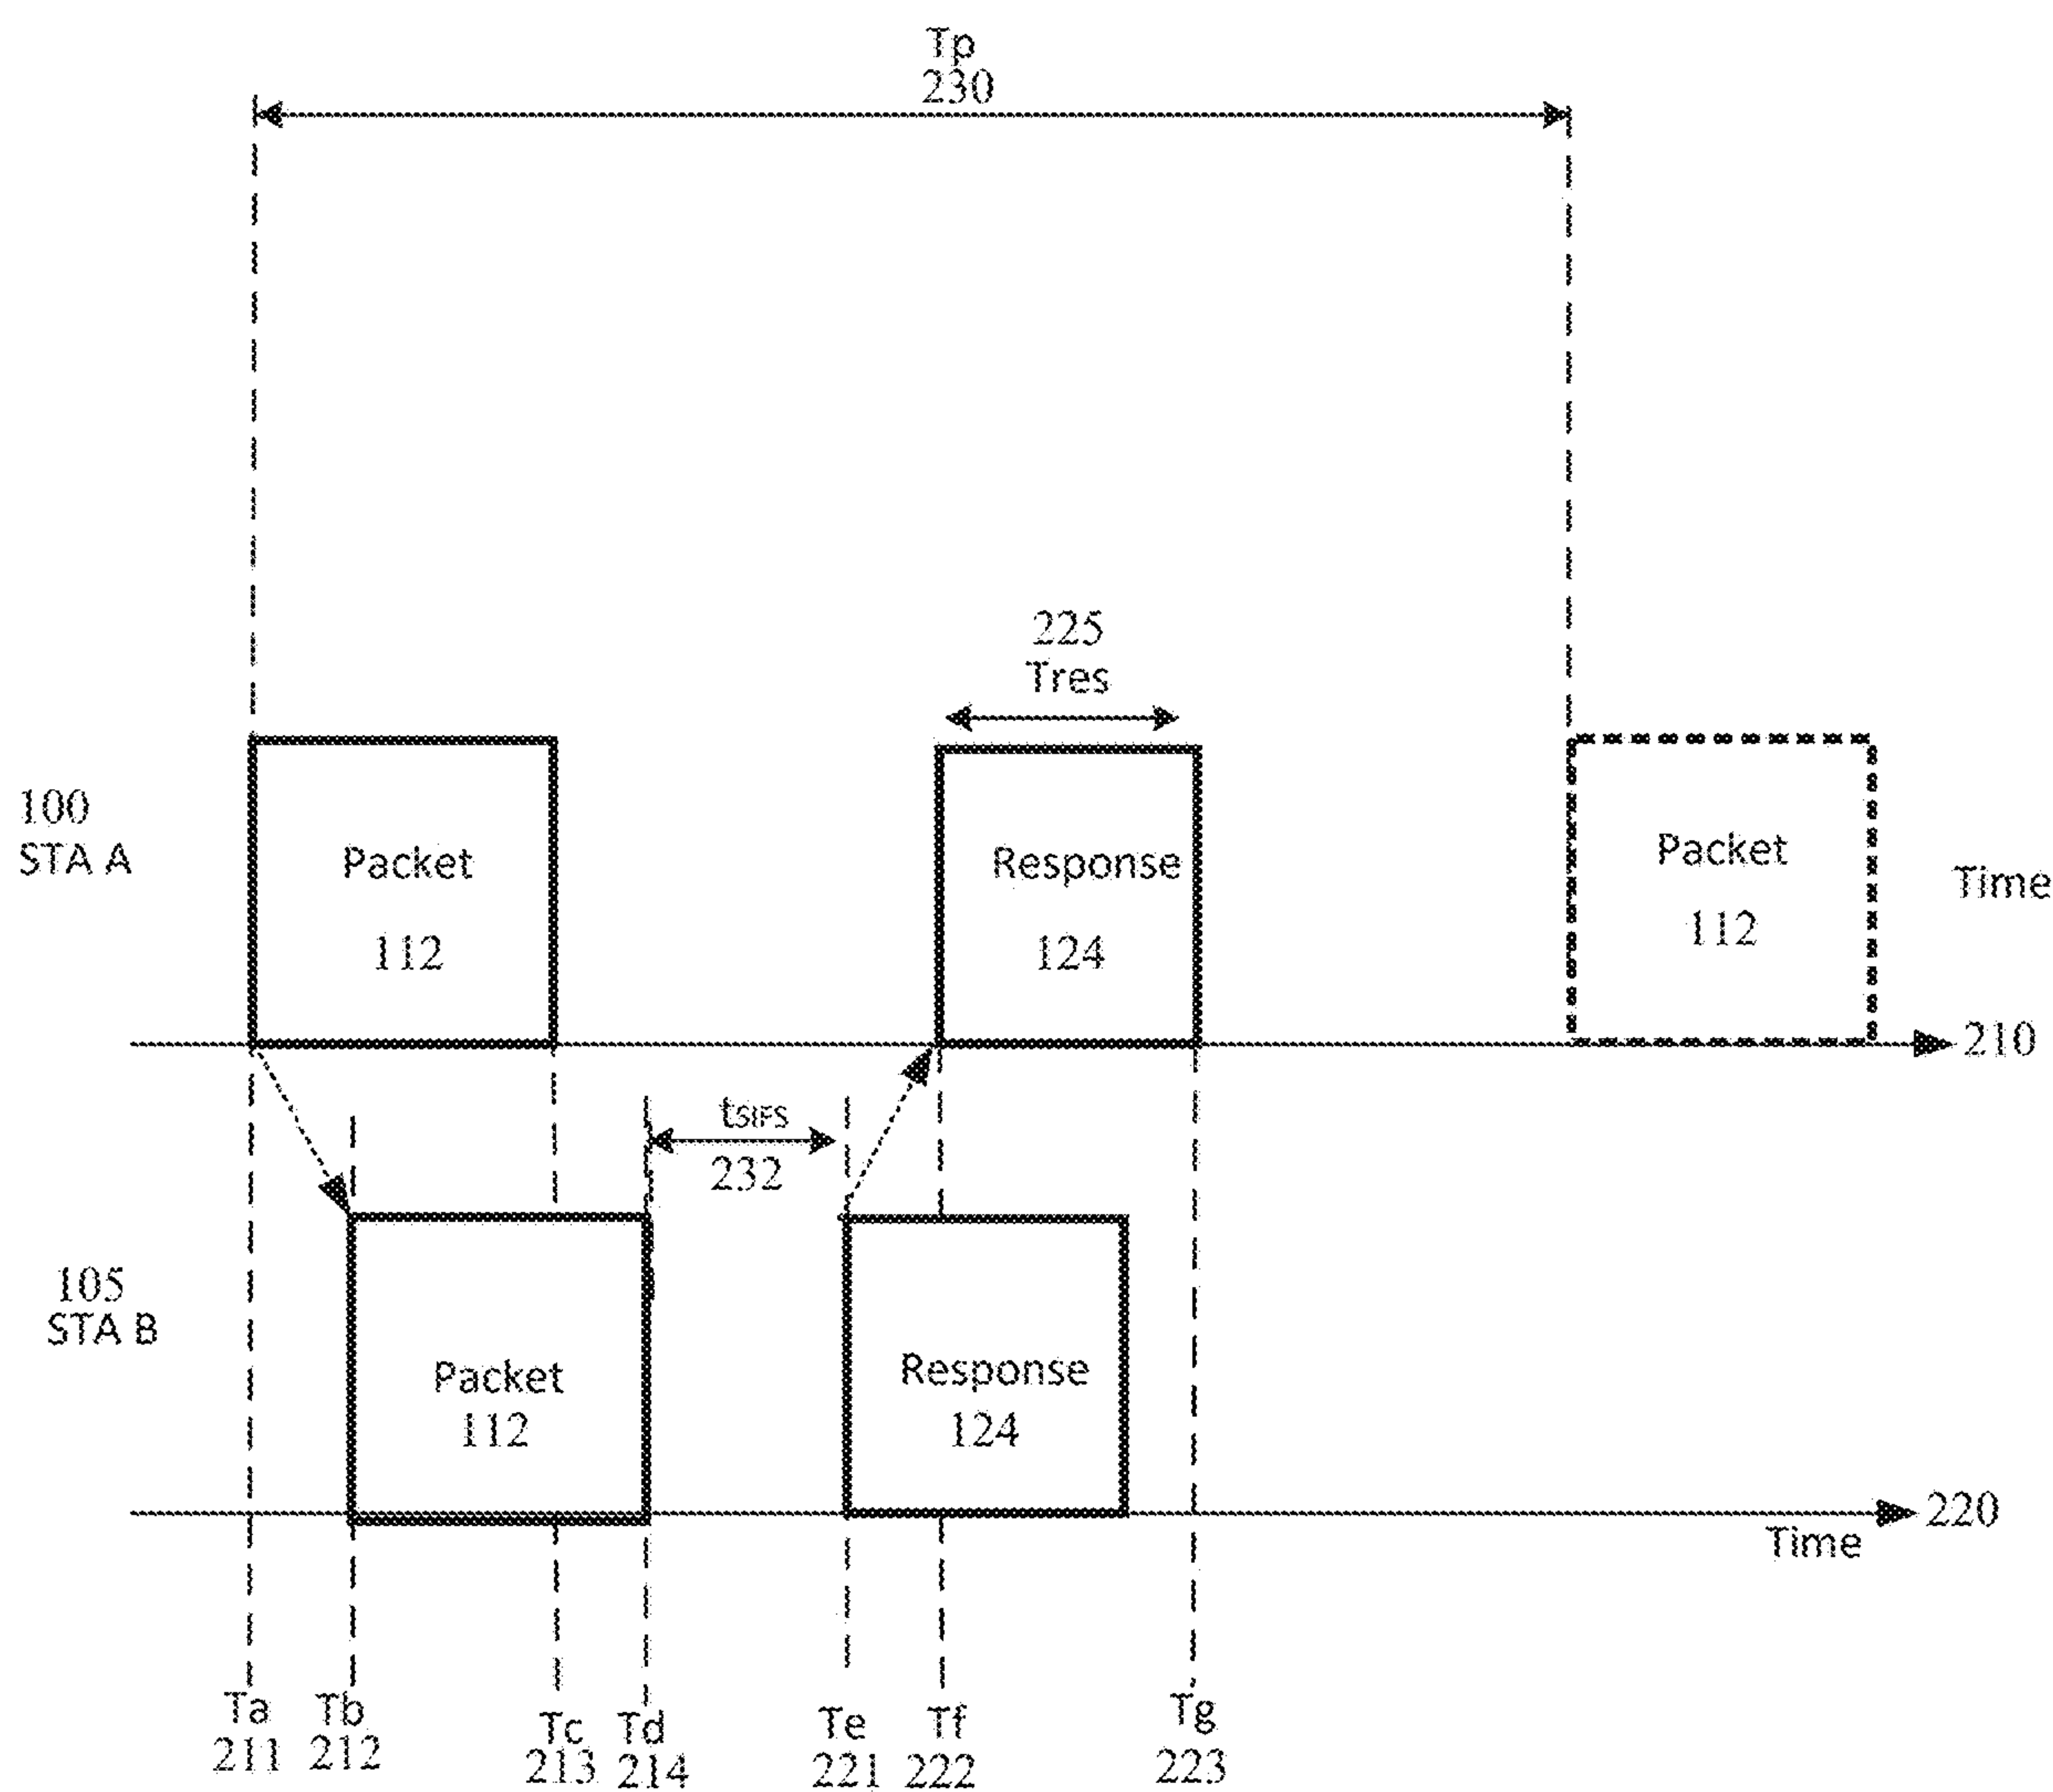 Tp
230
225
Tres
100
STA A
Packet
112
Response
124
Packet
112
Time
210
tSIFS
232
105
STA B
Packet
112
Response
124
220
Time
Ta
211
Tb
212
Tc
213
Td
214
Te
221
Tf
222
Tg
223